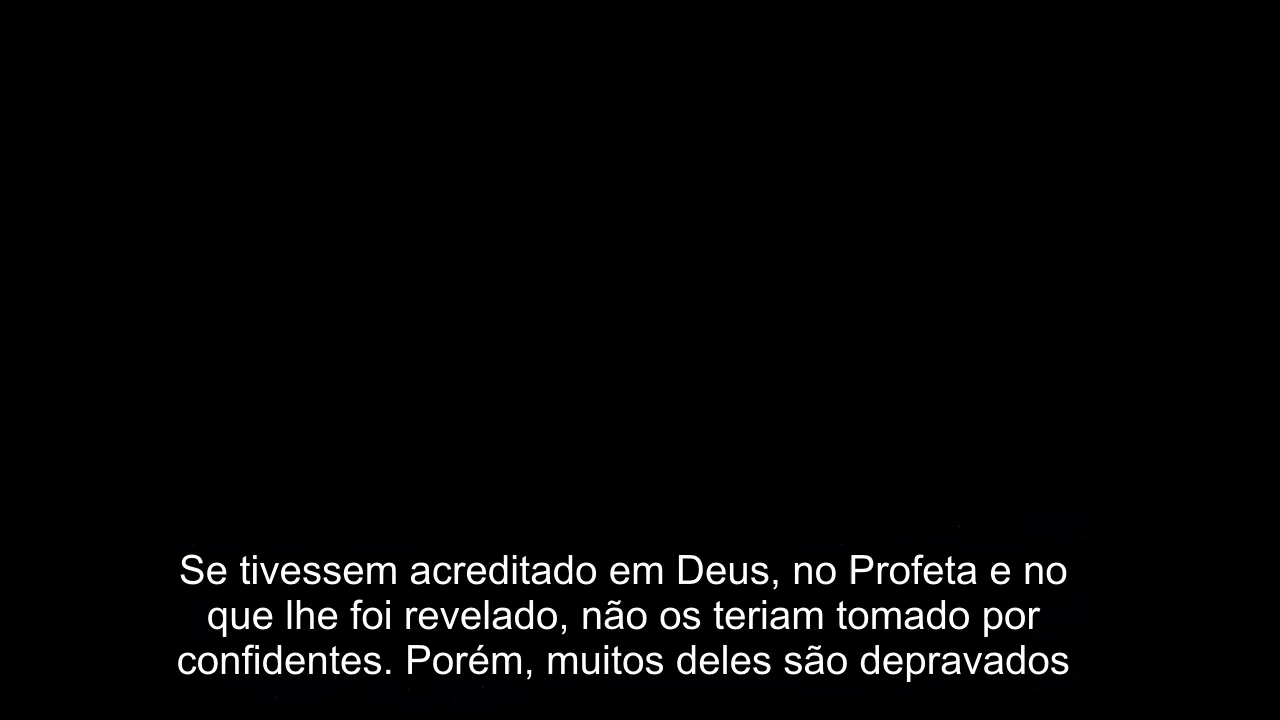 Se tivessem acreditado em Deus, no Profeta e no
que lhe foi revelado, não os teriam tomado por
confidentes. Porém, muitos deles são depravados